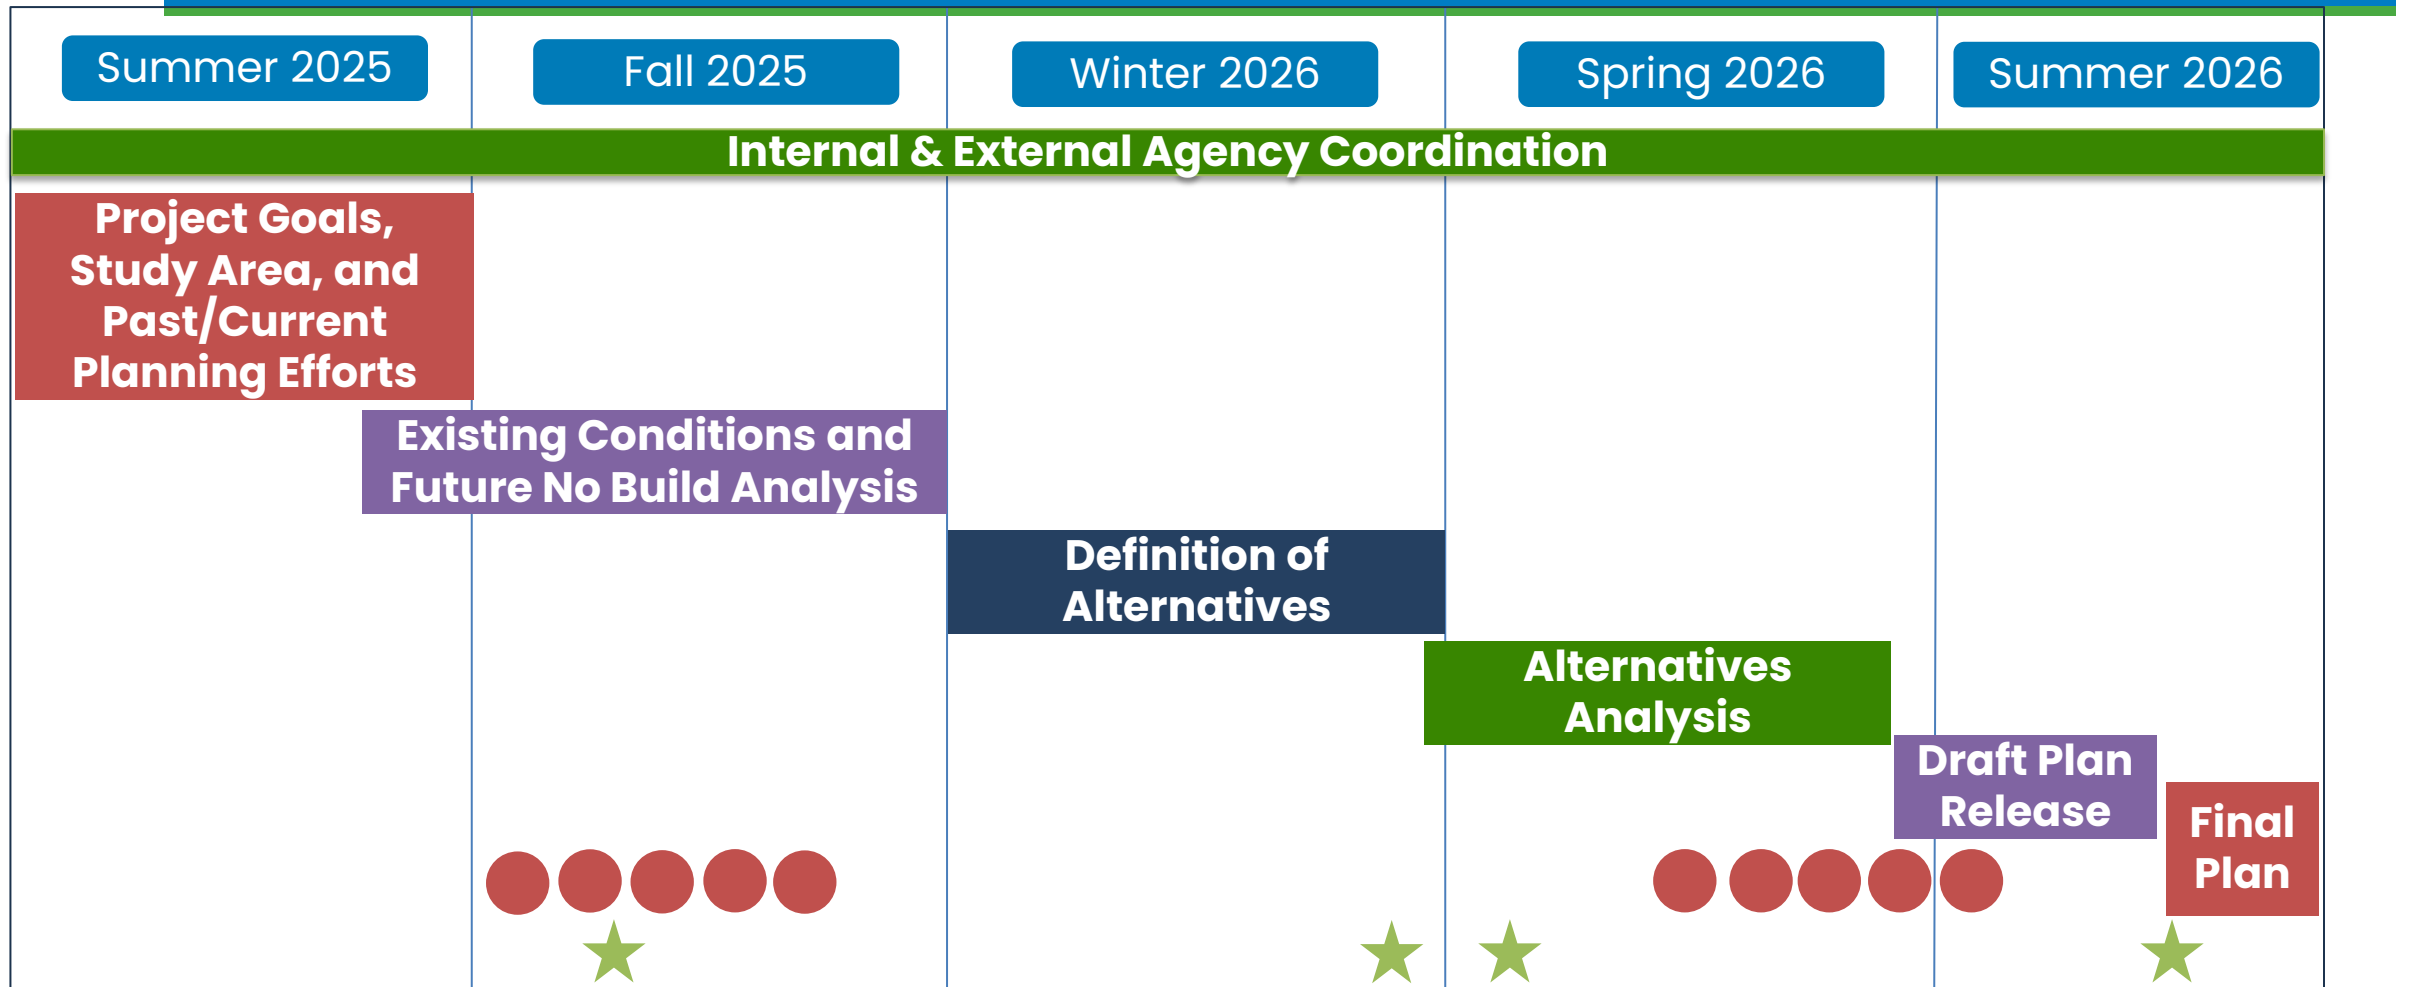 Summer 2025
Fall 2025
Winter 2026
Spring 2026
Summer 2026
Internal & External Agency Coordination
Project Goals,
Study Area, and
Past/Current
Planning Efforts
Existing Conditions and
Future No Build Analysis
Definition of
Alternatives
Alternatives
Analysis
Draft Plan
Release
Final
Plan